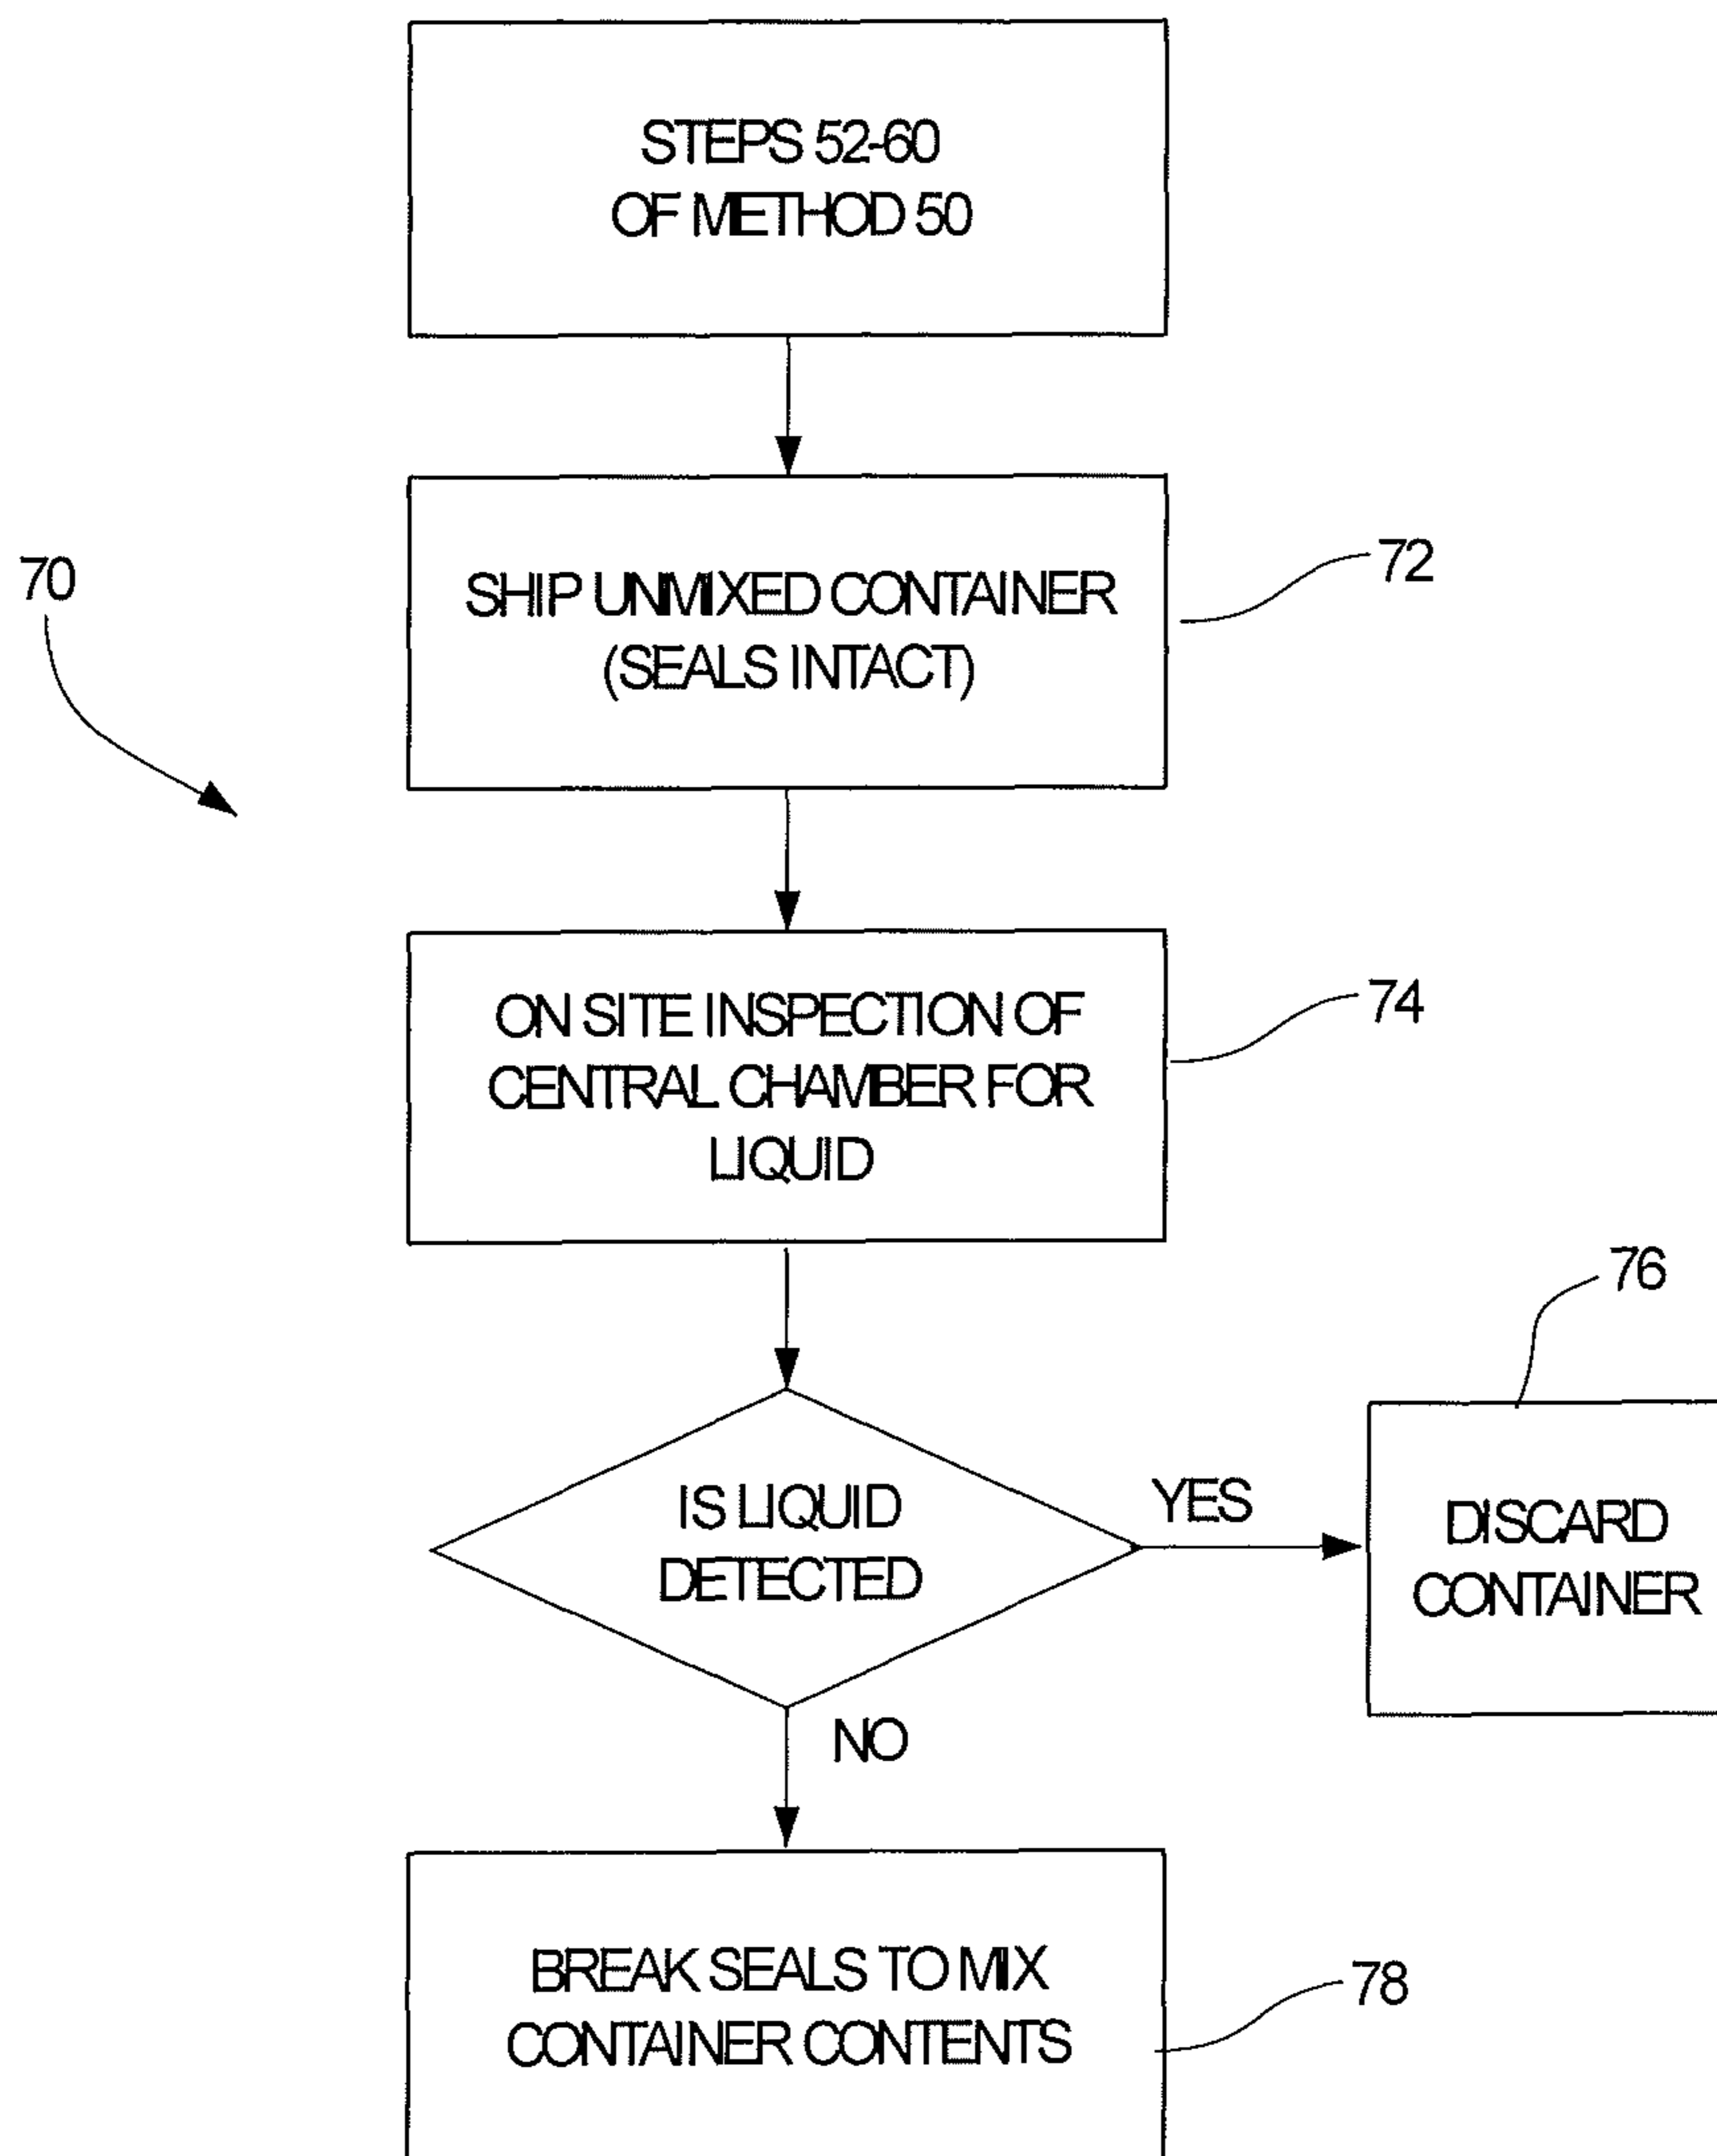 STEPS 52-60
OF METHOD 50
70
SHIP UNMIXED CONTAINER
(SEALS INTACT)
72
ON SITE INSPECTION OF
CENTRAL CHAMBER FOR
LIQUID
74
76
IS LIQUID
DETECTED
YES
DISCARD
CONTAINER
NO
BREAK SEALS TO MIX
CONTAINER CONTENTS
78